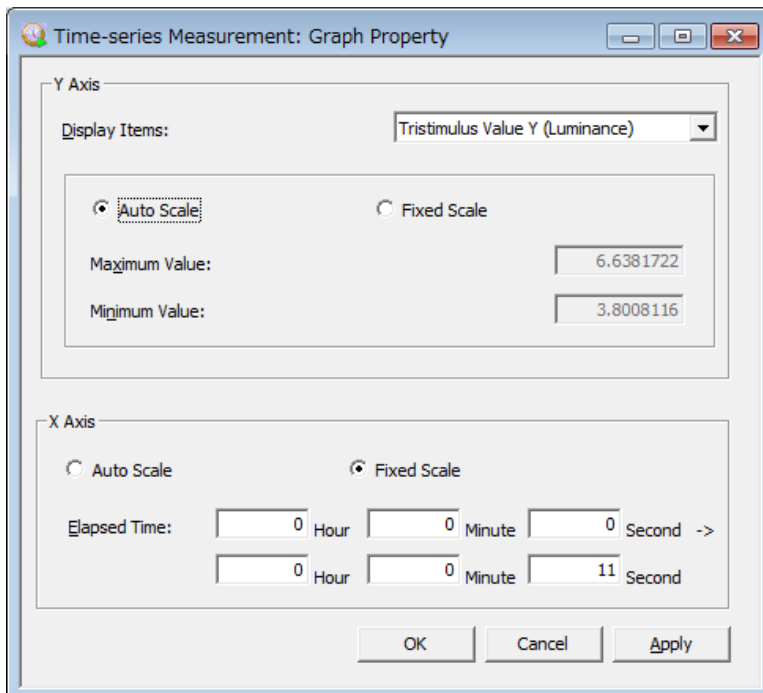 Time-series Measurement: Graph Property
Y Axis
Display Items: Tristimulus Value Y (Luminance)
Auto Scale Fixed Scale
Maximum Value: 6.6381722
Minimum Value: 3.8008116
X Axis
Auto Scale Fixed Scale
Elapsed Time: 0 Hour 0 Minute 0 Second ->
0 Hour 0 Minute 11 Second
OK Cancel Apply